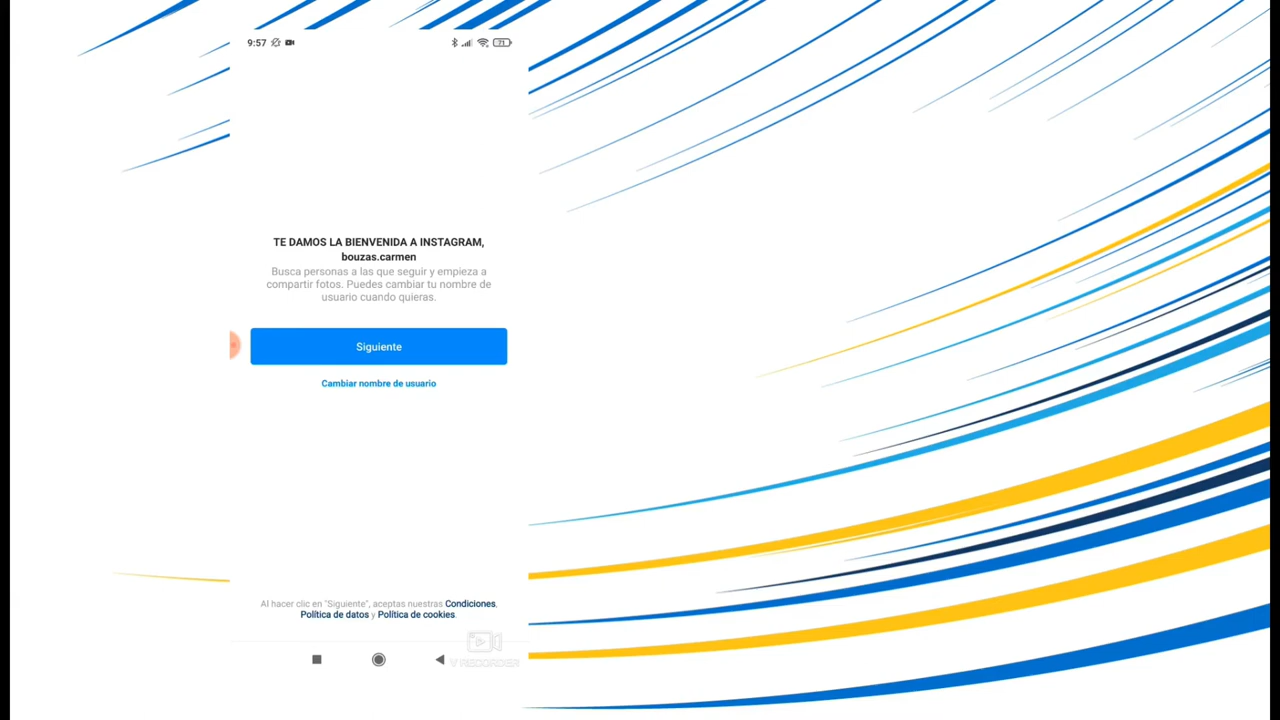 9:57
71
TE DAMOS LA BIENVENIDA A INSTAGRAM,
bouzas.carmen
Busca personas a las que seguir y empieza a
compartir fotos. Puedes cambiar tu nombre de
usuario cuando quieras.
Siguiente
Cambiar nombre de usuario
Al hacer clic en "Siguiente", aceptas nuestras Condiciones,
Política de datos y Política de cookies.
V RECORDER